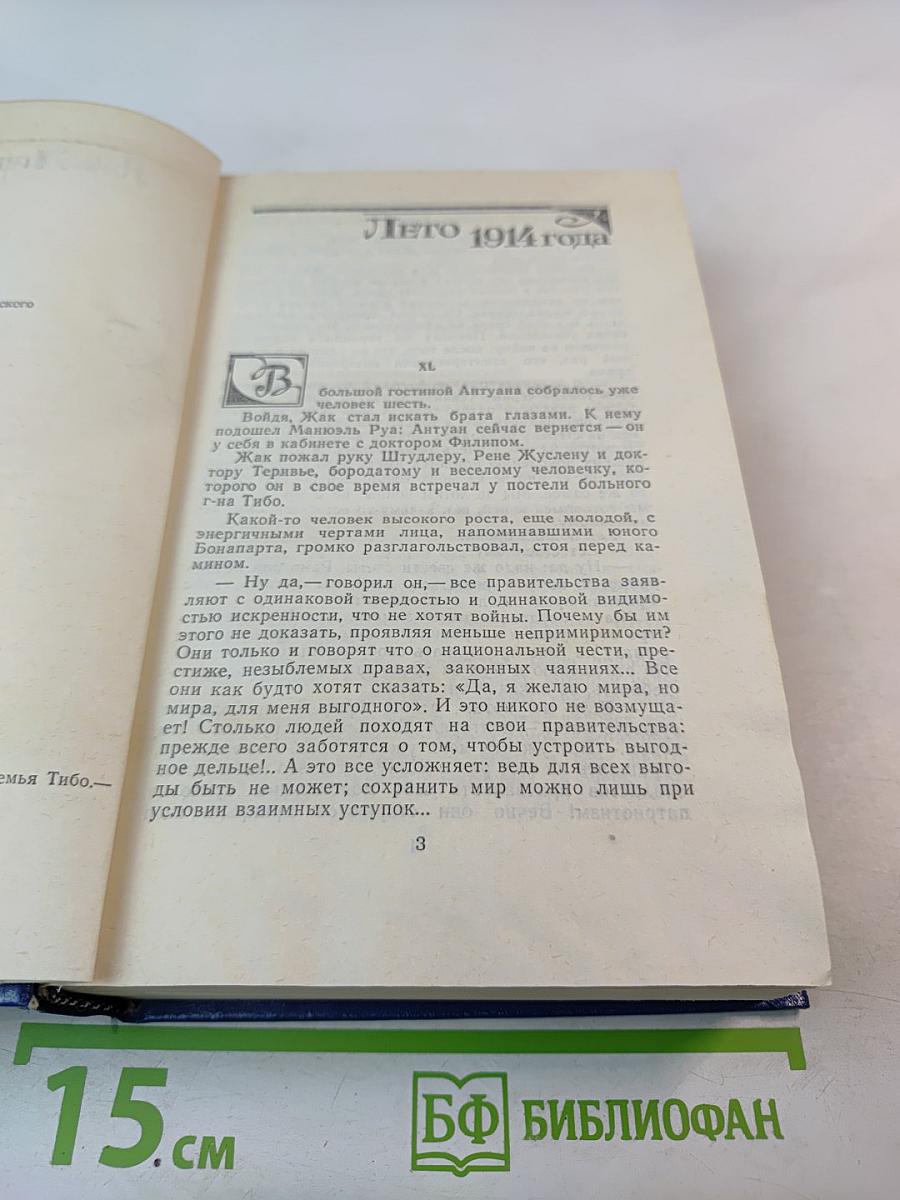 ского
емья Тибо.—
Лето 1914 года
XL
В большой гостиной Антуана собралось уже
человек шесть.
Войдя, Жак стал искать брата глазами. К нему
подошел Манюэль Руа: Антуан сейчас вернется — он
у себя в кабинете с доктором Филипом.
Жак пожал руку Штудлеру, Рене Жуслену и док-
тору Теривье, бородатому и веселому человечку, ко-
торого он в свое время встречал у постели больного
г-на Тибо.
Какой-то человек высокого роста, еще молодой, с
энергичными чертами лица, напоминавшими юного
Бонапарта, громко разглагольствовал, стоя перед ка-
мином.
— Ну да,— говорил он,— все правительства заяв-
ляют с одинаковой твердостью и одинаковой видимо-
стью искренности, что не хотят войны. Почему бы им
этого не доказать, проявляя меньше непримиримости?
Они только и говорят что о национальной чести, пре-
стиже, незыблемых правах, законных чаяниях... Все
они как будто хотят сказать: «Да, я желаю мира, но
мира, для меня выгодного». И это никого не возмуща-
ет! Столько людей походят на свои правительства:
прежде всего заботятся о том, чтобы устроить выгод-
ное дельце!.. А это все усложняет: ведь для всех выго-
ды быть не может; сохранить мир можно лишь при
условии взаимных уступок...
3
15 см
БФ БИБЛИОФАН